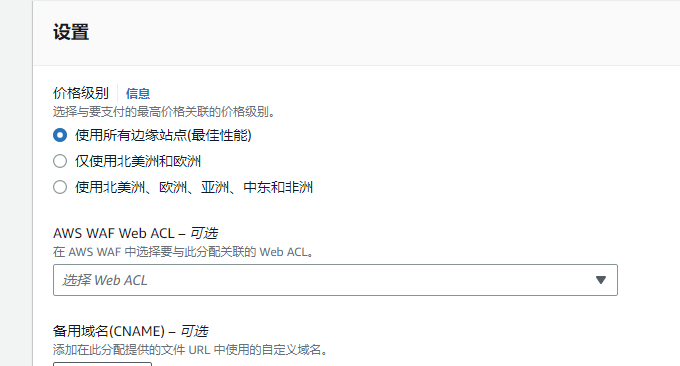 设置
价格级别 信息
选择与要支付的最高价格关联的价格级别。
使用所有边缘站点(最佳性能)
仅使用北美洲和欧洲
使用北美洲、欧洲、亚洲、中东和非洲
AWS WAF Web ACL – 可选
在 AWS WAF 中选择要与此分配关联的 Web ACL。
选择 Web ACL
备用域名(CNAME) – 可选
添加在此分配提供的文件 URL 中使用的自定义域名。